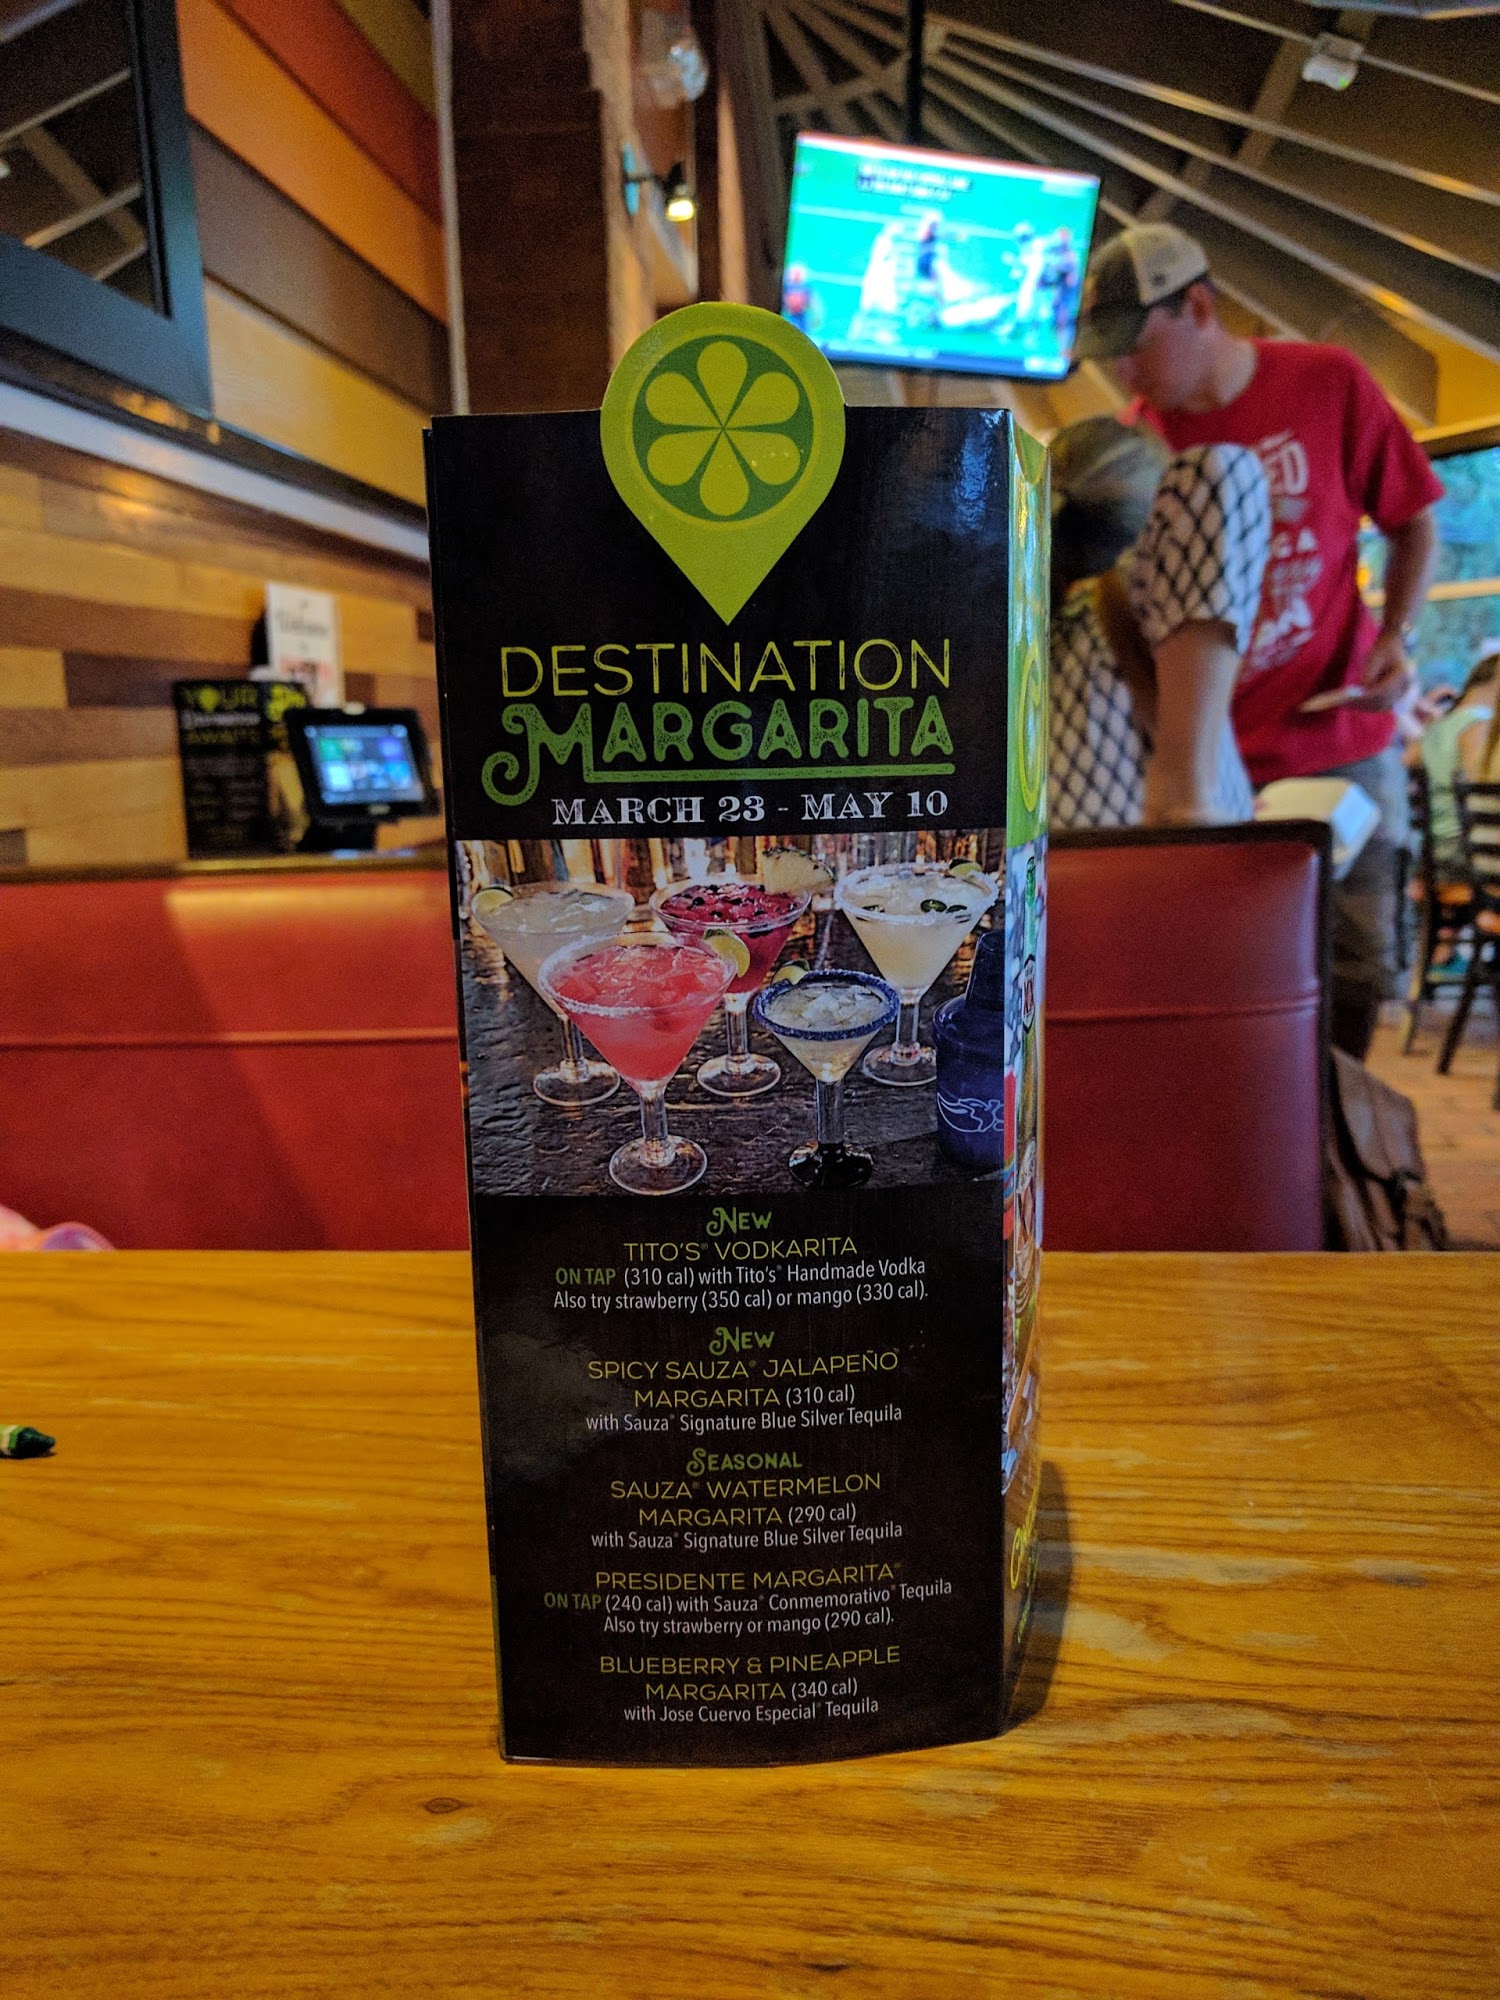 DESTINATION
MARGARITA
MARCH 23 - MAY 10
NEW
TITO'S® VODKARITA
ON TAP (310 cal) with Tito's® Handmade Vodka
Also try strawberry (350 cal) or mango (330 cal).
NEW
SPICY SAUZA® JALAPEÑO
MARGARITA (310 cal)
with Sauza® Signature Blue Silver Tequila
SEASONAL
SAUZA® WATERMELON
MARGARITA (290 cal)
with Sauza® Signature Blue Silver Tequila
PRESIDENTE MARGARITA®
ON TAP (240 cal) with Sauza® Conmemorativo® Tequila
Also try strawberry or mango (290 cal).
BLUEBERRY & PINEAPPLE
MARGARITA (340 cal)
with Jose Cuervo Especial® Tequila
YOUR